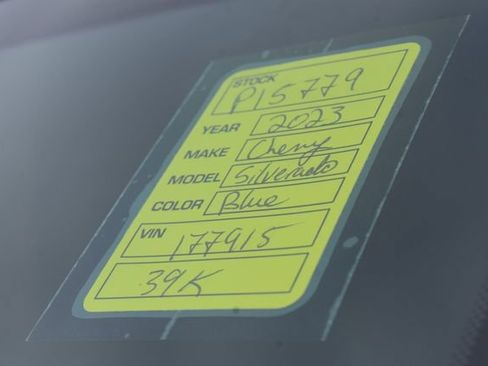 STOCK
P15779
YEAR 2023
MAKE Chevy
MODEL Silverado
COLOR Blue
VIN 177915
39K